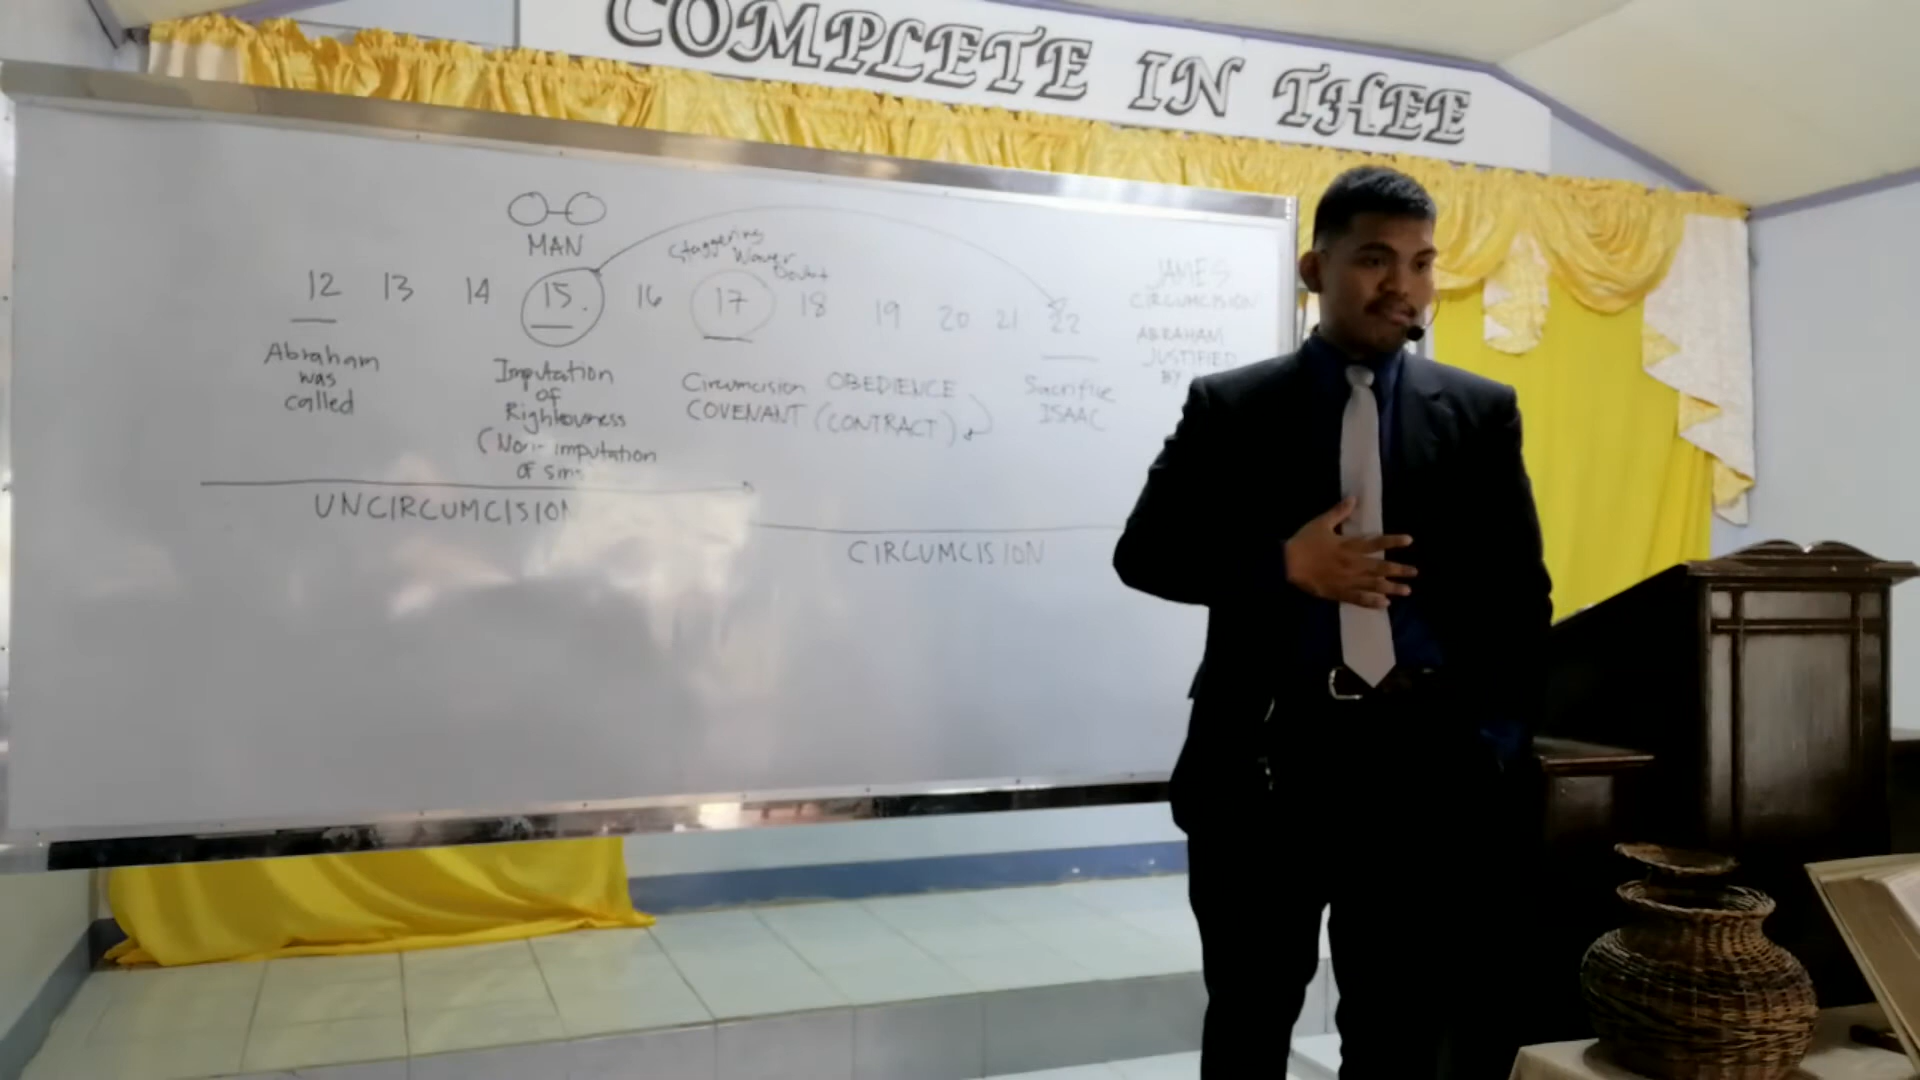 COMPLETE IN THEE
MAN
Staggering
Waver
Doubt
12 13 14 15. 16 17 18 19 20 21 22
Abraham
was
called
Imputation
of
Righteousness
(Non-imputation
of sins
Circumcision OBEDIENCE
COVENANT (CONTRACT)
Sacrifice
ISAAC
JAMES
CIRCUMCISION
ABRAHAM
JUSTIFIED
BY
UNCIRCUMCISION
CIRCUMCISION